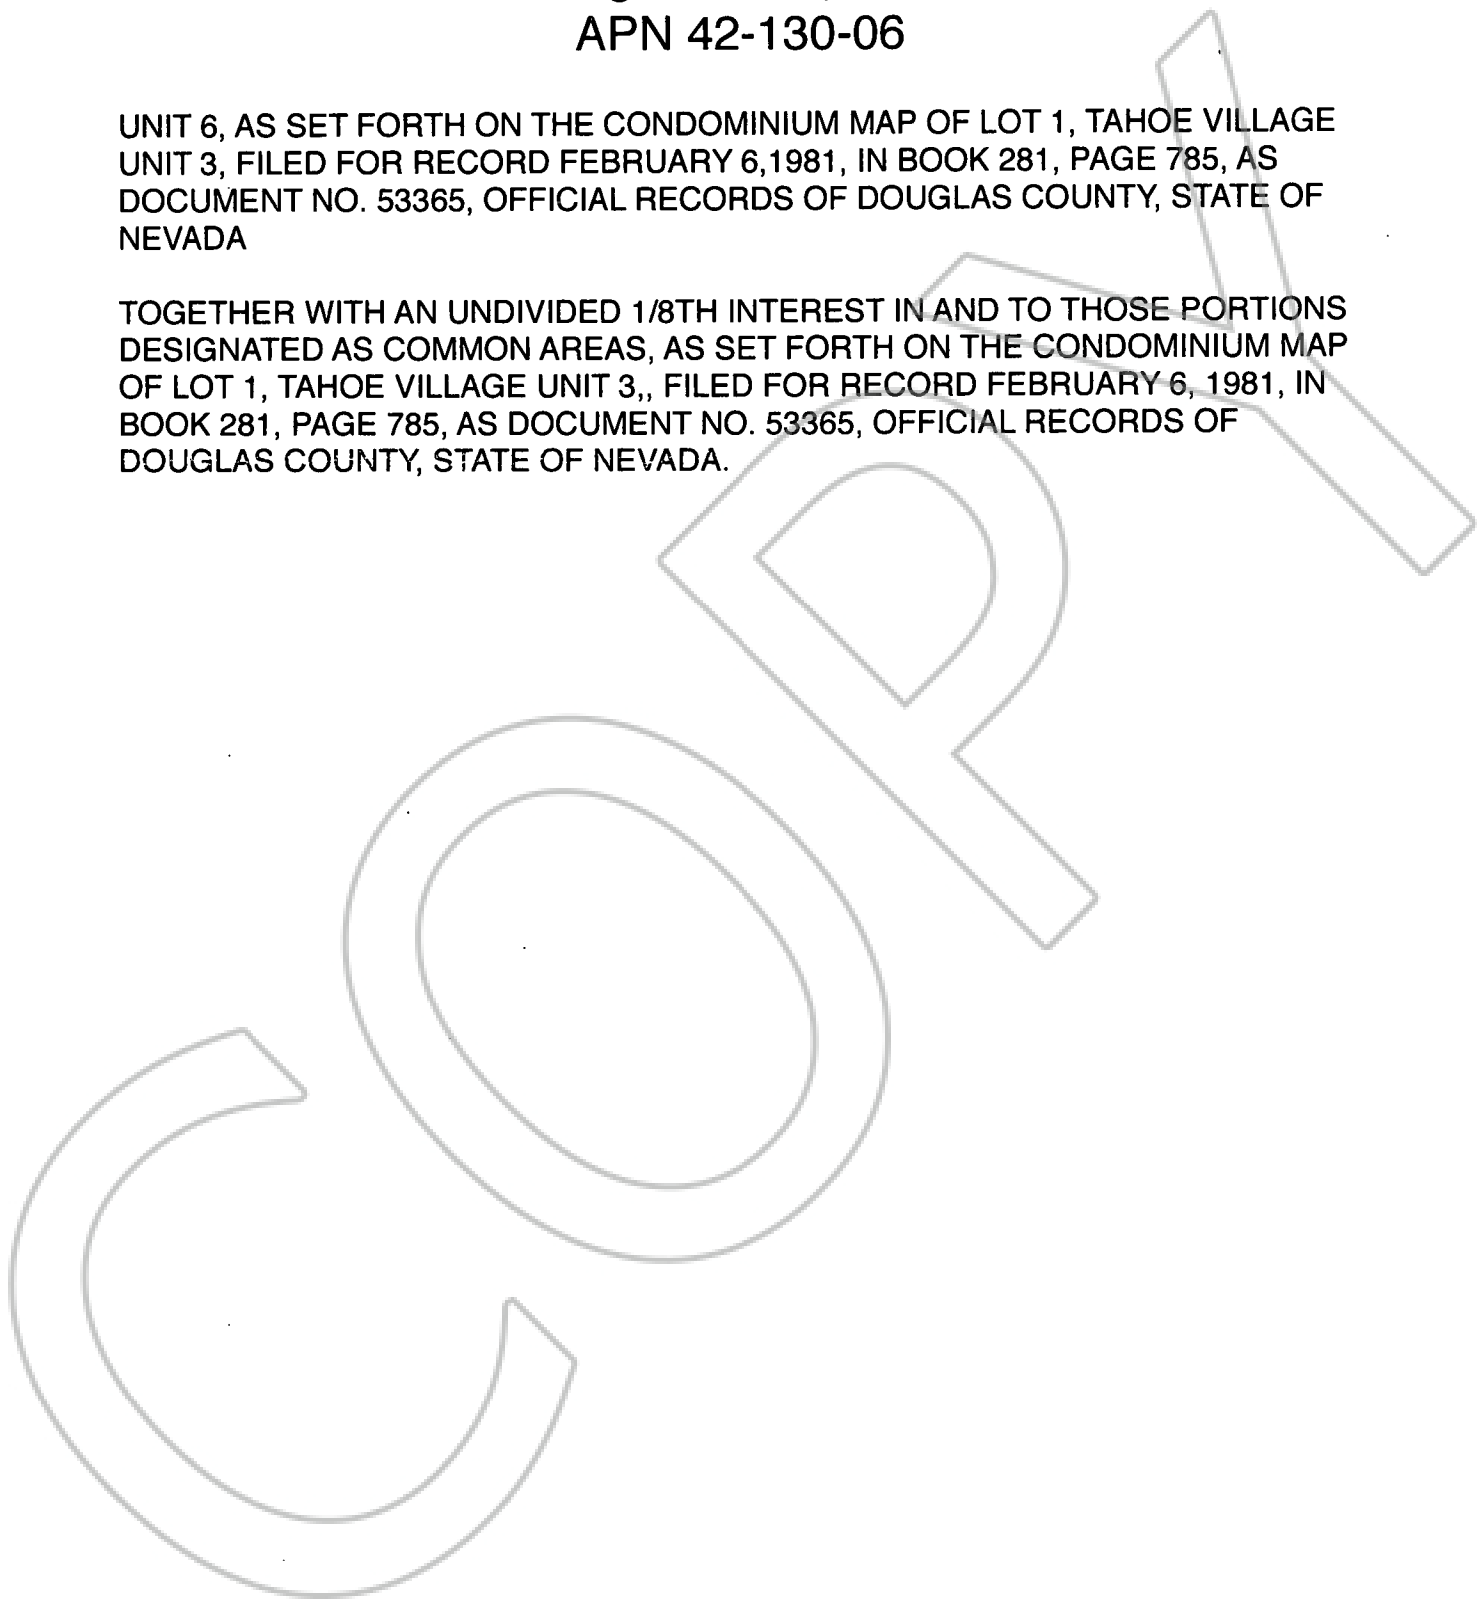 APN 42-130-06
UNIT 6, AS SET FORTH ON THE CONDOMINIUM MAP OF LOT 1, TAHOE VILLAGE
UNIT 3, FILED FOR RECORD FEBRUARY 6,1981, IN BOOK 281, PAGE 785, AS
DOCUMENT NO. 53365, OFFICIAL RECORDS OF DOUGLAS COUNTY, STATE OF
NEVADA
TOGETHER WITH AN UNDIVIDED 1/8TH INTEREST IN AND TO THOSE PORTIONS
DESIGNATED AS COMMON AREAS, AS SET FORTH ON THE CONDOMINIUM MAP
OF LOT 1, TAHOE VILLAGE UNIT 3,, FILED FOR RECORD FEBRUARY 6, 1981, IN
BOOK 281, PAGE 785, AS DOCUMENT NO. 53365, OFFICIAL RECORDS OF
DOUGLAS COUNTY, STATE OF NEVADA.
COPY